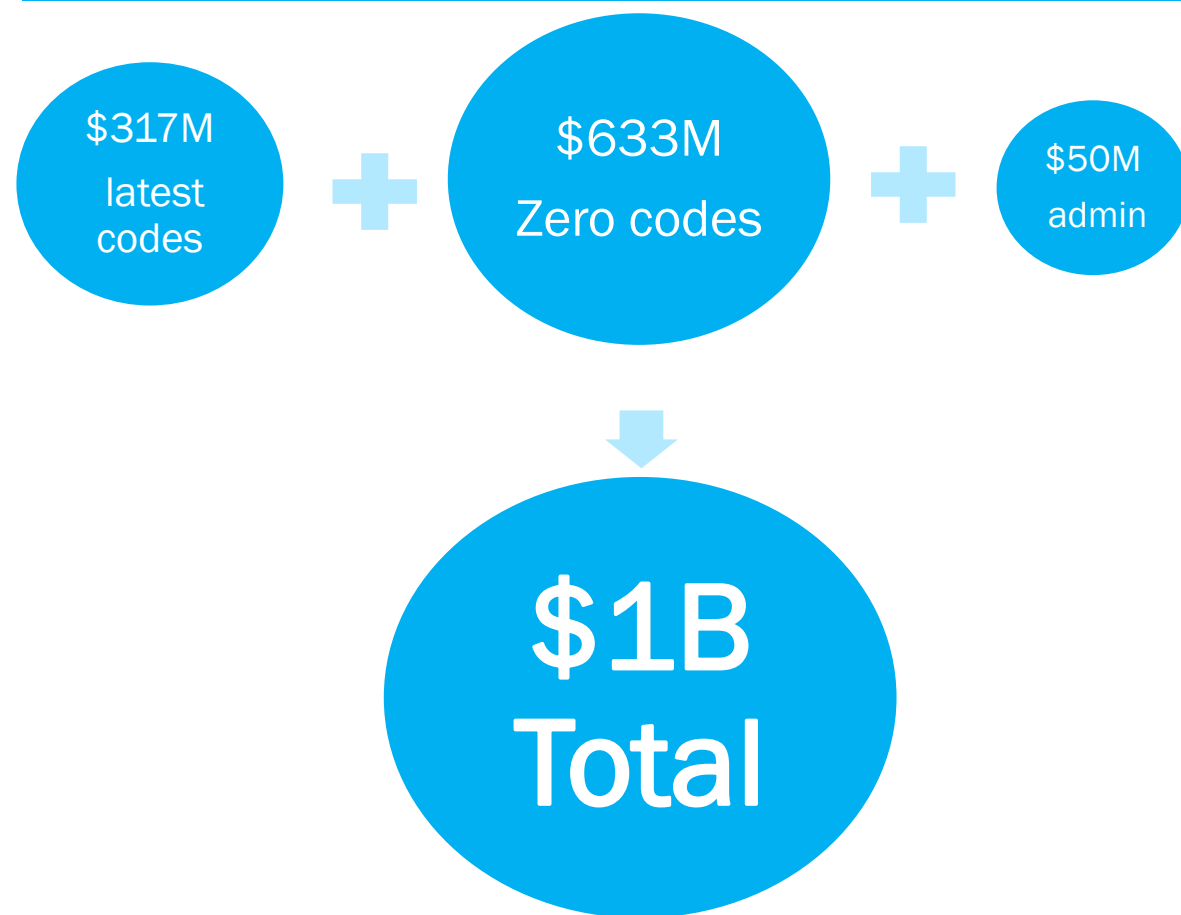 $317M
latest
codes
$633M
Zero codes
$50M
admin
$1B
Total